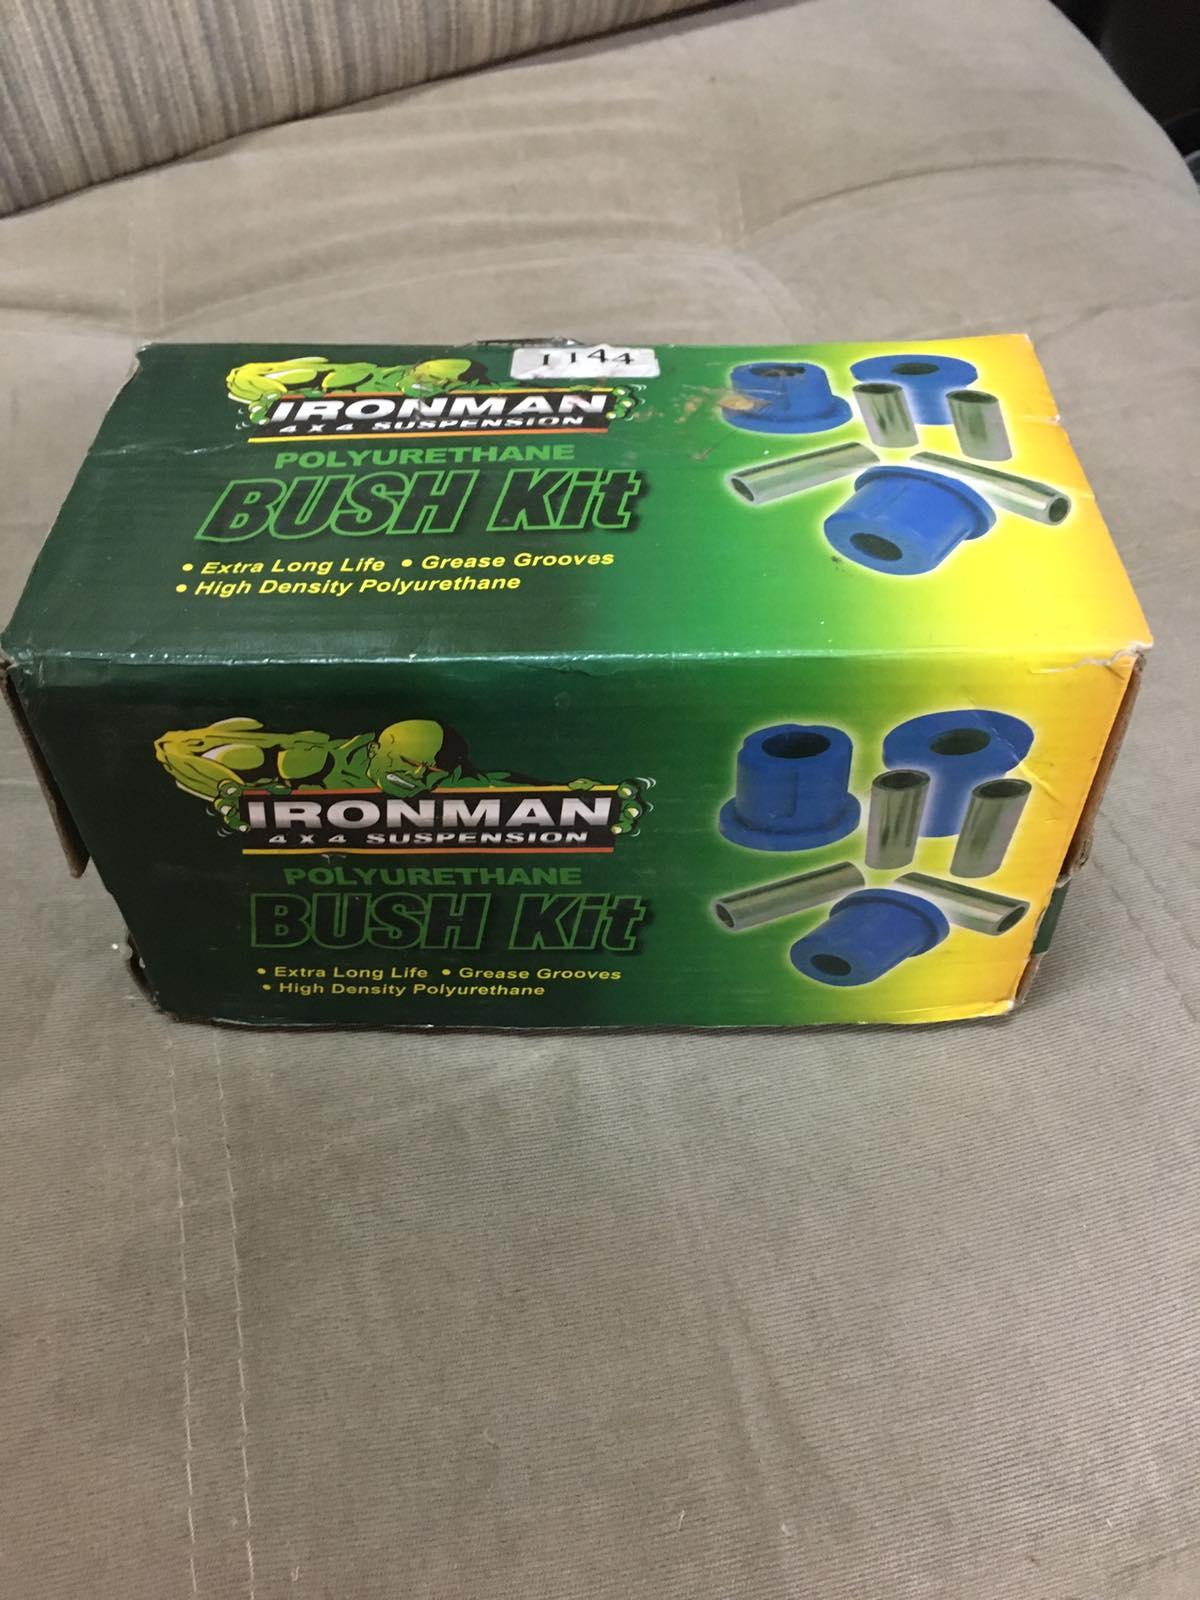 1144
IRONMAN
4 X 4 SUSPENSION
POLYURETHANE
BUSH Kit
• Extra Long Life • Grease Grooves
• High Density Polyurethane
IRONMAN
4 X 4 SUSPENSION
POLYURETHANE
BUSH Kit
• Extra Long Life • Grease Grooves
• High Density Polyurethane